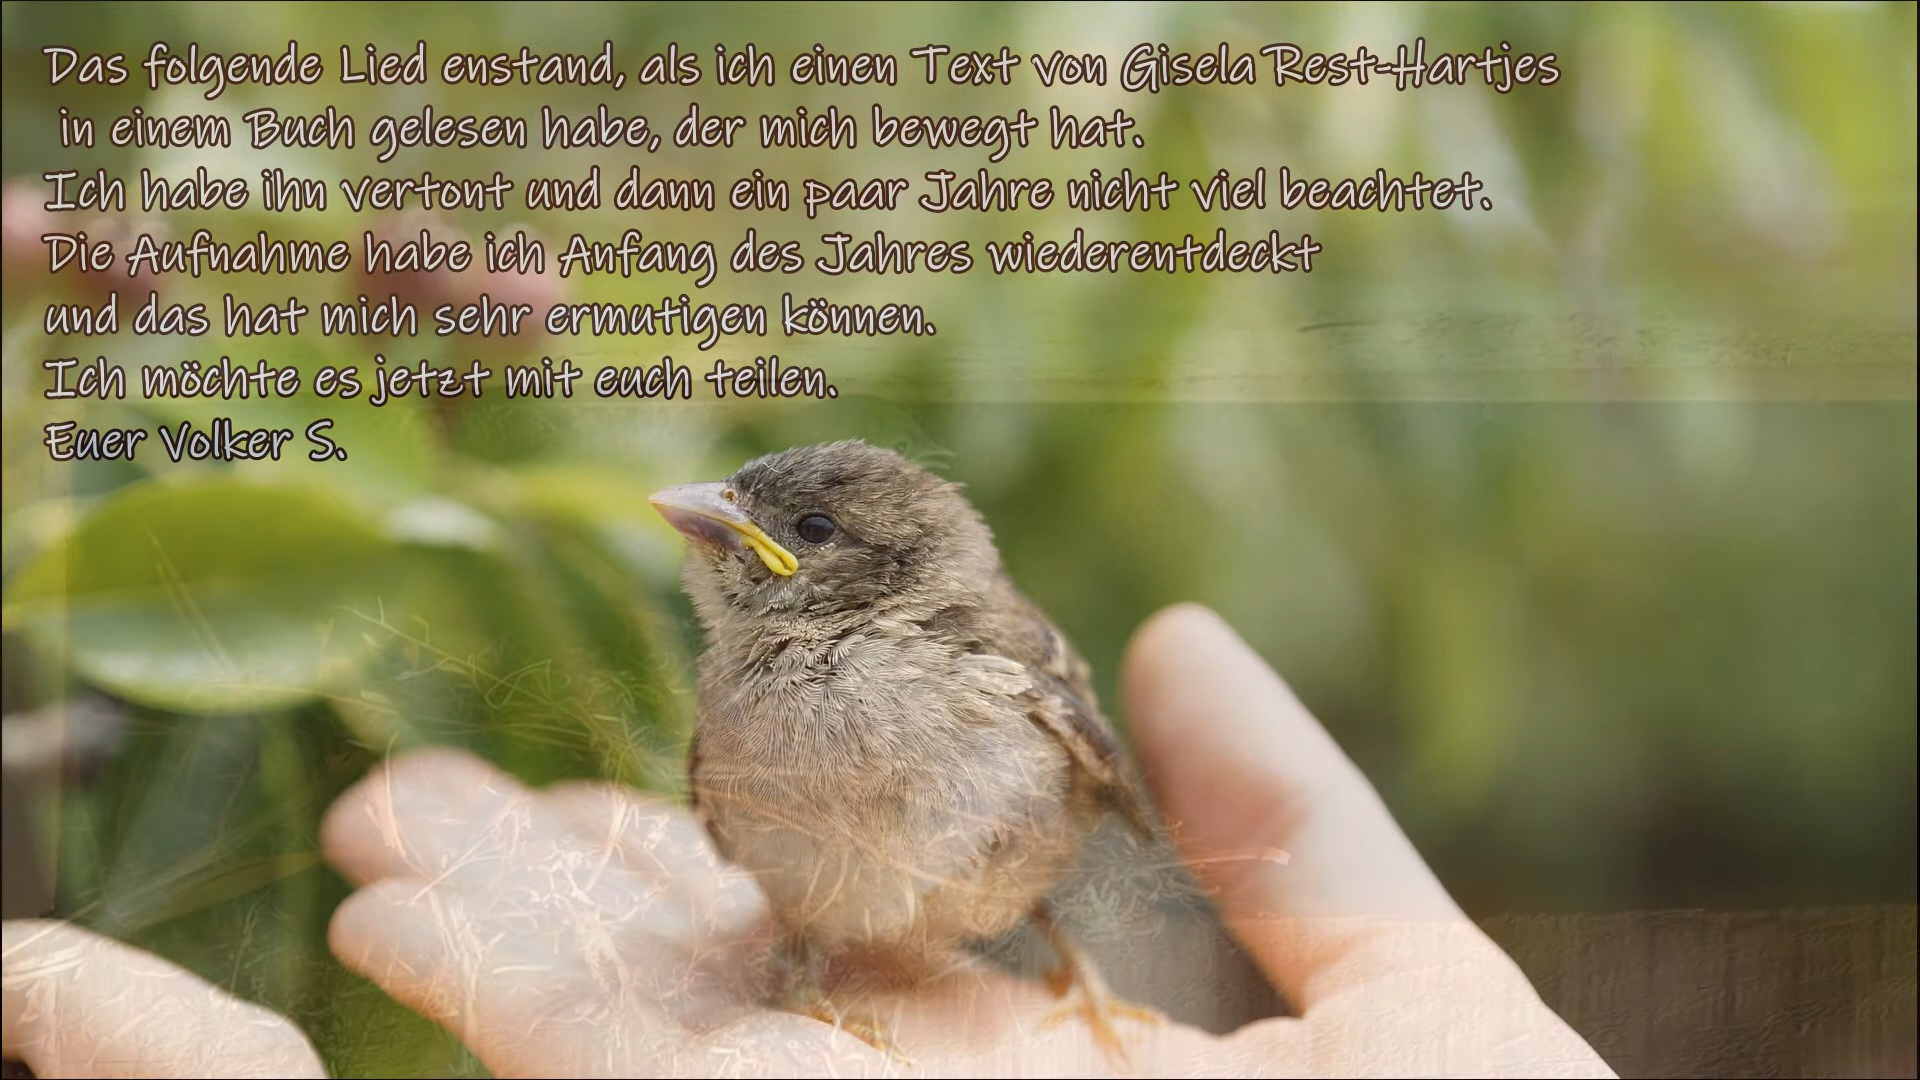 Das folgende Lied enstand, als ich einen Text von Gisela Rest-Hartjes
in einem Buch gelesen habe, der mich bewegt hat.
Ich habe ihn vertont und dann ein paar Jahre nicht viel beachtet.
Die Aufnahme habe ich Anfang des Jahres wiederentdeckt
und das hat mich sehr ermutigen können.
Ich möchte es jetzt mit euch teilen.
Euer Volker S.